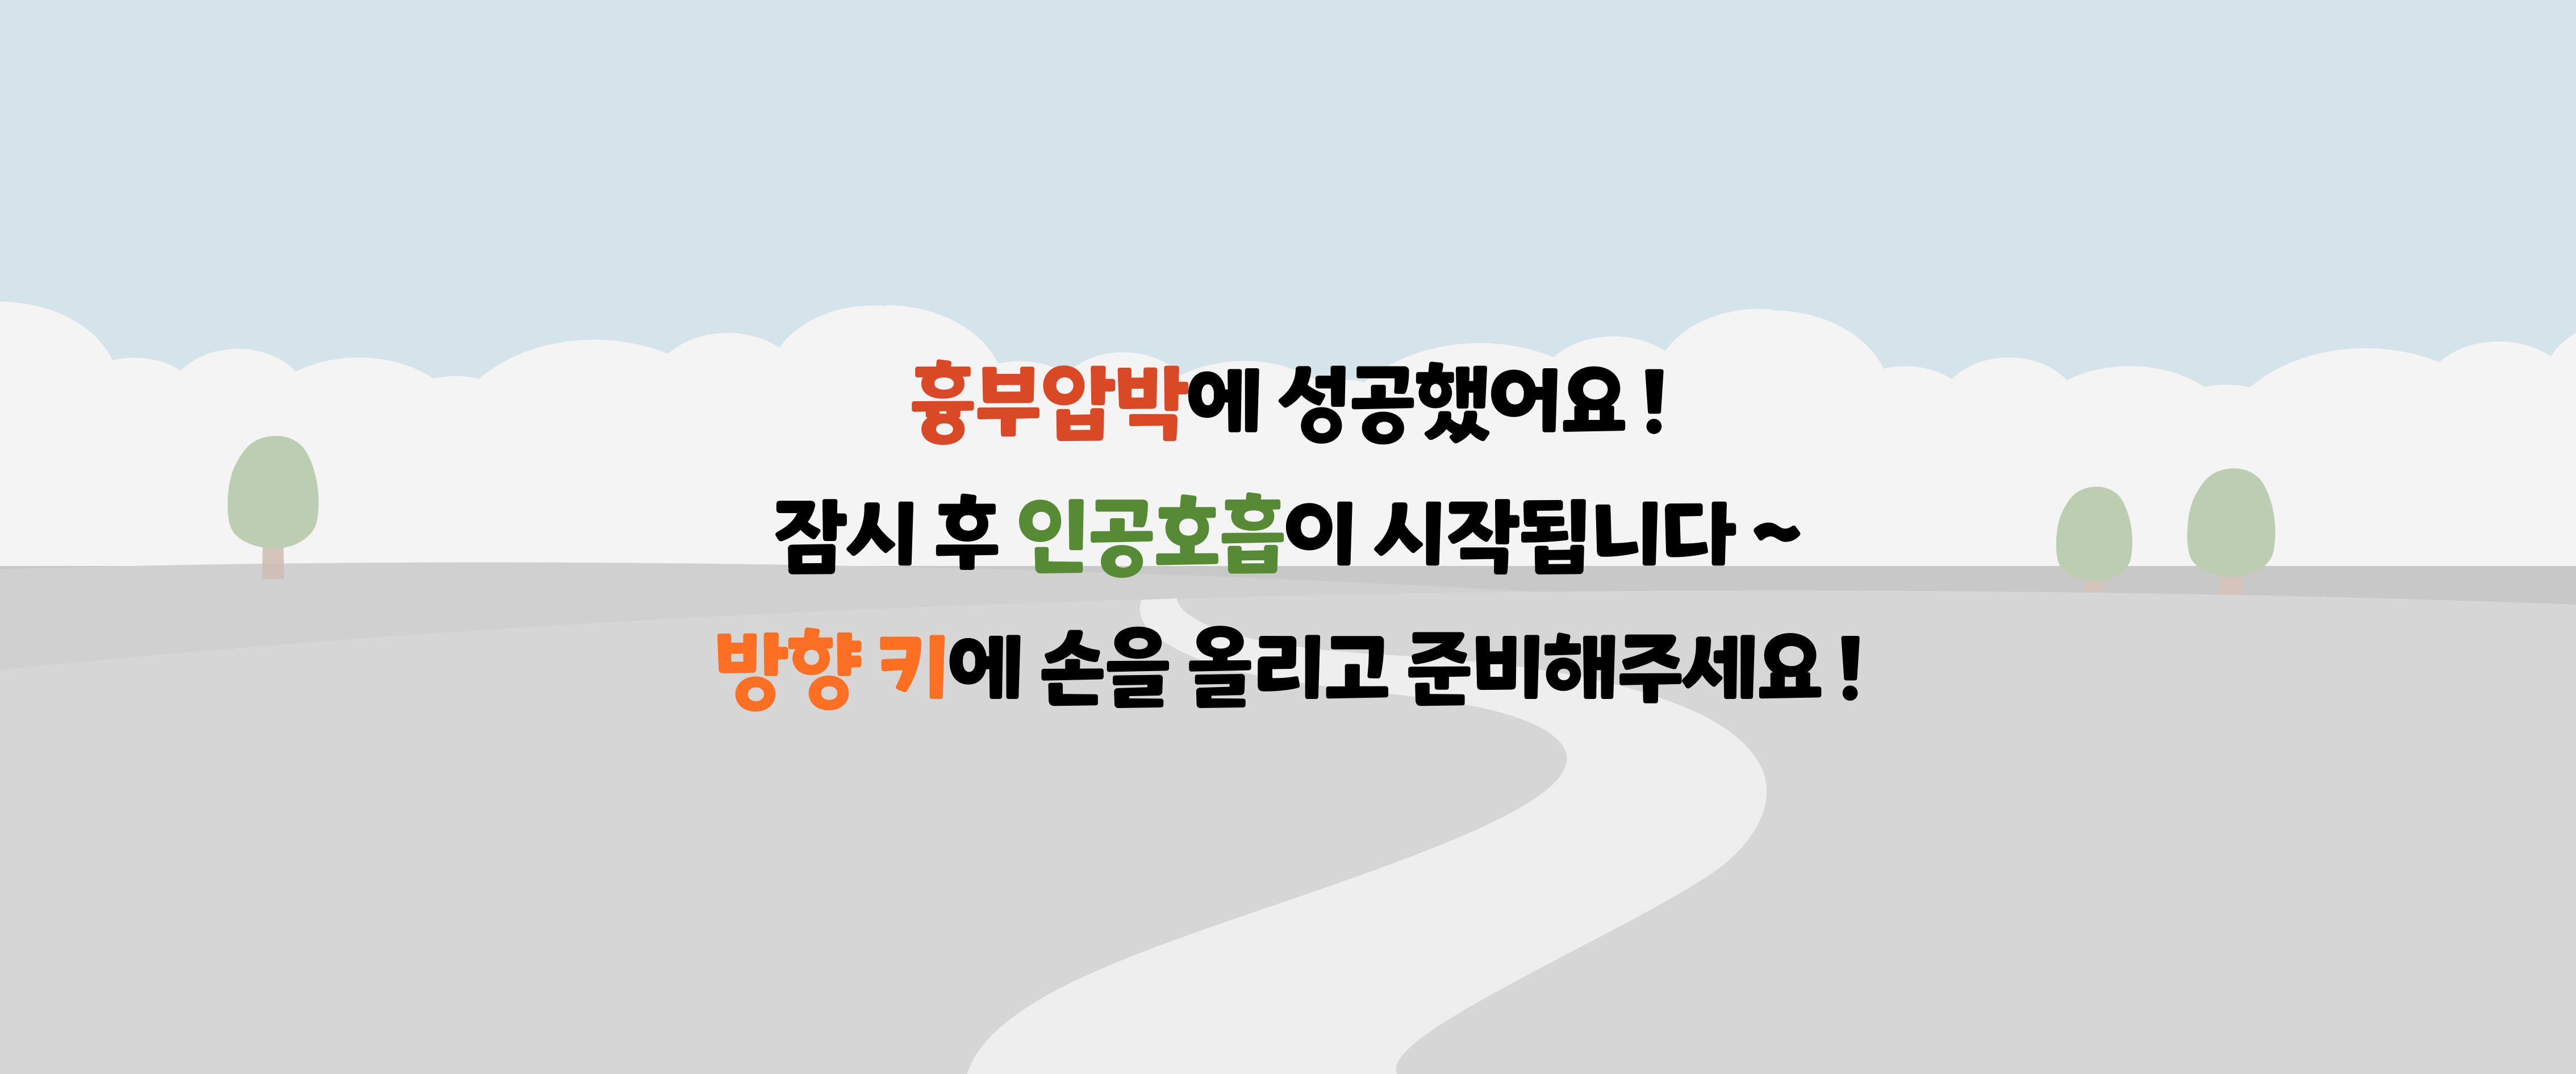 흉부압박에 성공했어요!
잠시 후 인공호흡이 시작됩니다~
방향 키에 손을 올리고 준비해주세요!